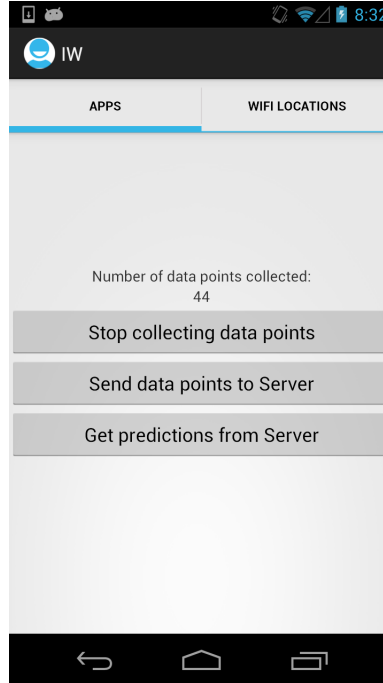 8:32
IW
APPS
WIFI LOCATIONS
Number of data points collected:
44
Stop collecting data points
Send data points to Server
Get predictions from Server